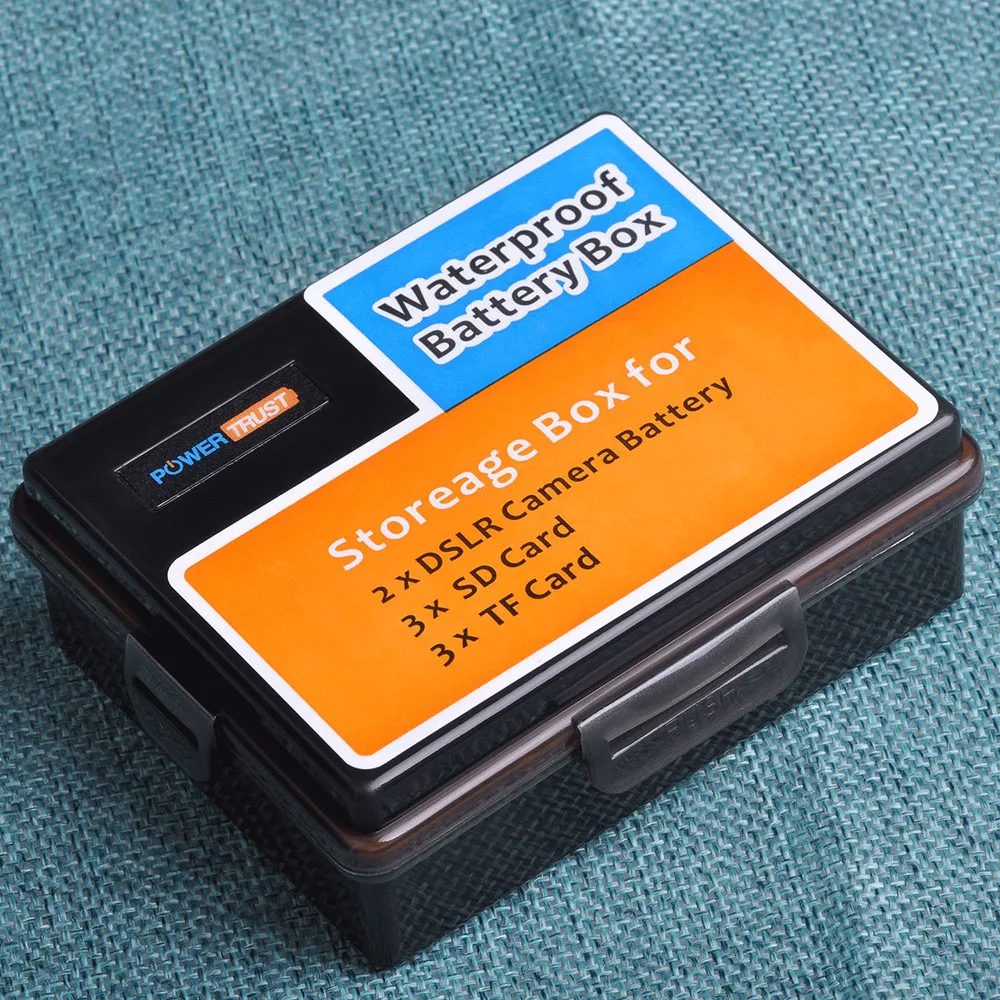 Waterproof
Battery Box
POWER TRUST
Storeage Box for
2 x DSLR Camera Battery
3 x SD Card
3 x TF Card